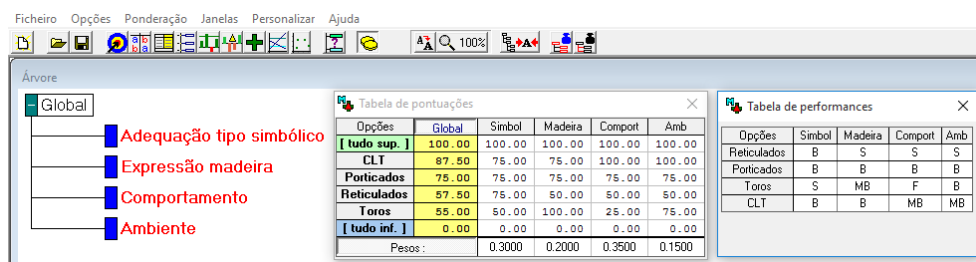 Ficheiro Opções Ponderação Janelas Personalizar Ajuda
100%
Árvore
Global
Adequação tipo simbólico
Expressão madeira
Comportamento
Ambiente
Tabela de pontuações
Opções Global Simbol Madeira Comport Amb
[ tudo sup. ] 100.00 100.00 100.00 100.00 100.00
CLT 87.50 75.00 75.00 100.00 100.00
Porticados 75.00 75.00 75.00 75.00 75.00
Reticulados 57.50 75.00 50.00 50.00 50.00
Toros 55.00 50.00 100.00 25.00 75.00
[ tudo inf. ] 0.00 0.00 0.00 0.00 0.00
Pesos : 0.3000 0.2000 0.3500 0.1500
Tabela de performances
Opções Simbol Madeira Comport Amb
Reticulados B S S S
Porticados B B B B
Toros S MB F B
CLT B B MB MB